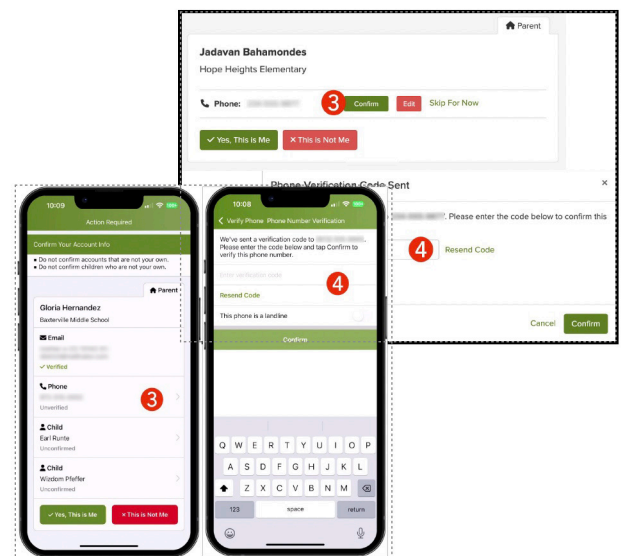 Parent
Jadavan Bahamondes
Hope Heights Elementary
Phone:
3
Confirm
Edit
Skip For Now
✓ Yes, This is Me
× This is Not Me
Phone Verification Code Sent
×
. Please enter the code below to confirm this
4
Resend Code
Cancel
Confirm
10:09
Action Required
Confirm Your Account Info
▪ Do not confirm accounts that are not your own.
▪ Do not confirm children who are not your own.
Parent
Gloria Hernandez
Baxterville Middle School
Email
✓ Verified
Phone
3
Unverified
Child
Earl Runte
Unconfirmed
Child
Wizdom Pfeffer
Unconfirmed
✓ Yes, This is Me
× This is Not Me
10:08
Verify Phone Phone Number Verification
We've sent a verification code to
Please enter the code below and tap Confirm to
verify this phone number.
Enter verification code
4
Resend Code
This phone is a landline
Confirm
Q W E R T Y U I O P
A S D F G H J K L
Z X C V B N M
123 space return